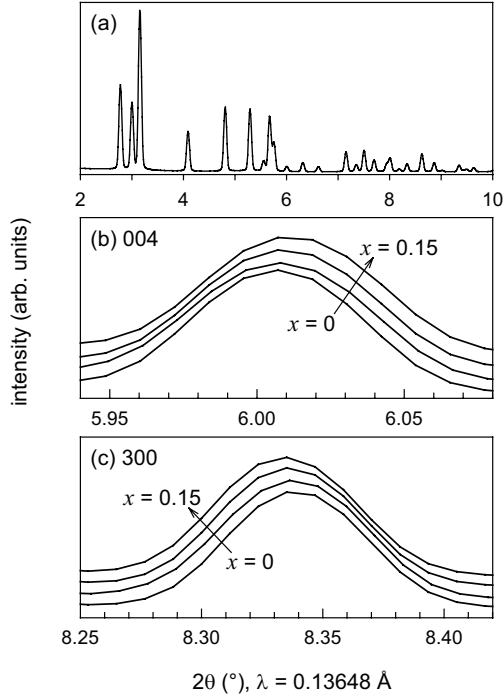 (a)
2 4 6 8 10
(b) 004
x = 0.15
x = 0
5.95 6.00 6.05
intensity (arb. units)
(c) 300
x = 0.15
x = 0
8.25 8.30 8.35 8.40
2θ (°), λ = 0.13648 Å